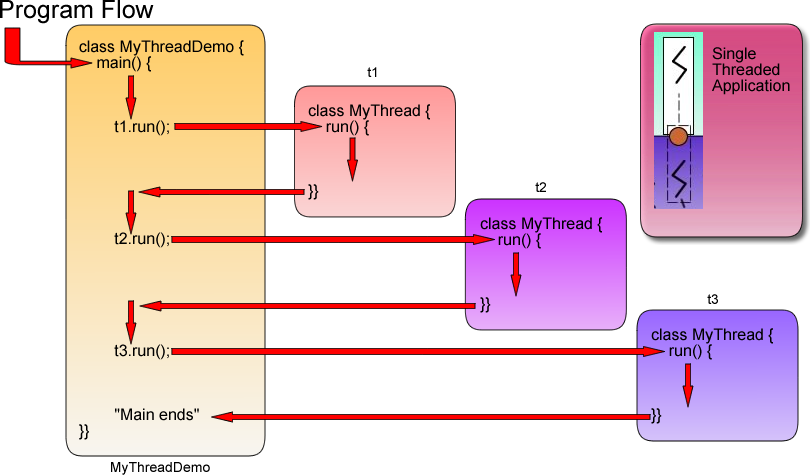 Program Flow
class MyThreadDemo {
main() {
t1.run();
t2.run();
t3.run();
"Main ends"
}}
MyThreadDemo
t1
class MyThread {
run() {
}}
t2
class MyThread {
run() {
}}
t3
class MyThread {
run() {
}}
Single
Threaded
Application